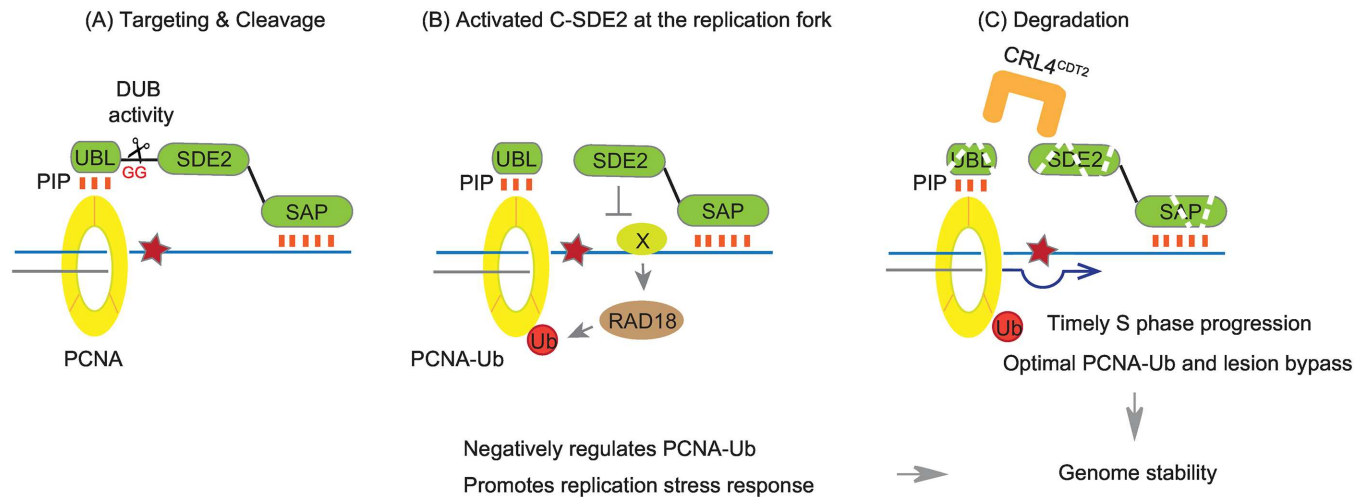 (A) Targeting & Cleavage
DUB
activity
UBL
GG
SDE2
PIP
SAP
PCNA
(B) Activated C-SDE2 at the replication fork
UBL
SDE2
PIP
SAP
X
RAD18
Ub
PCNA-Ub
Negatively regulates PCNA-Ub
Promotes replication stress response
(C) Degradation
CRL4CDT2
UBL
SDE2
PIP
SAP
Ub
Timely S phase progression
Optimal PCNA-Ub and lesion bypass
Genome stability